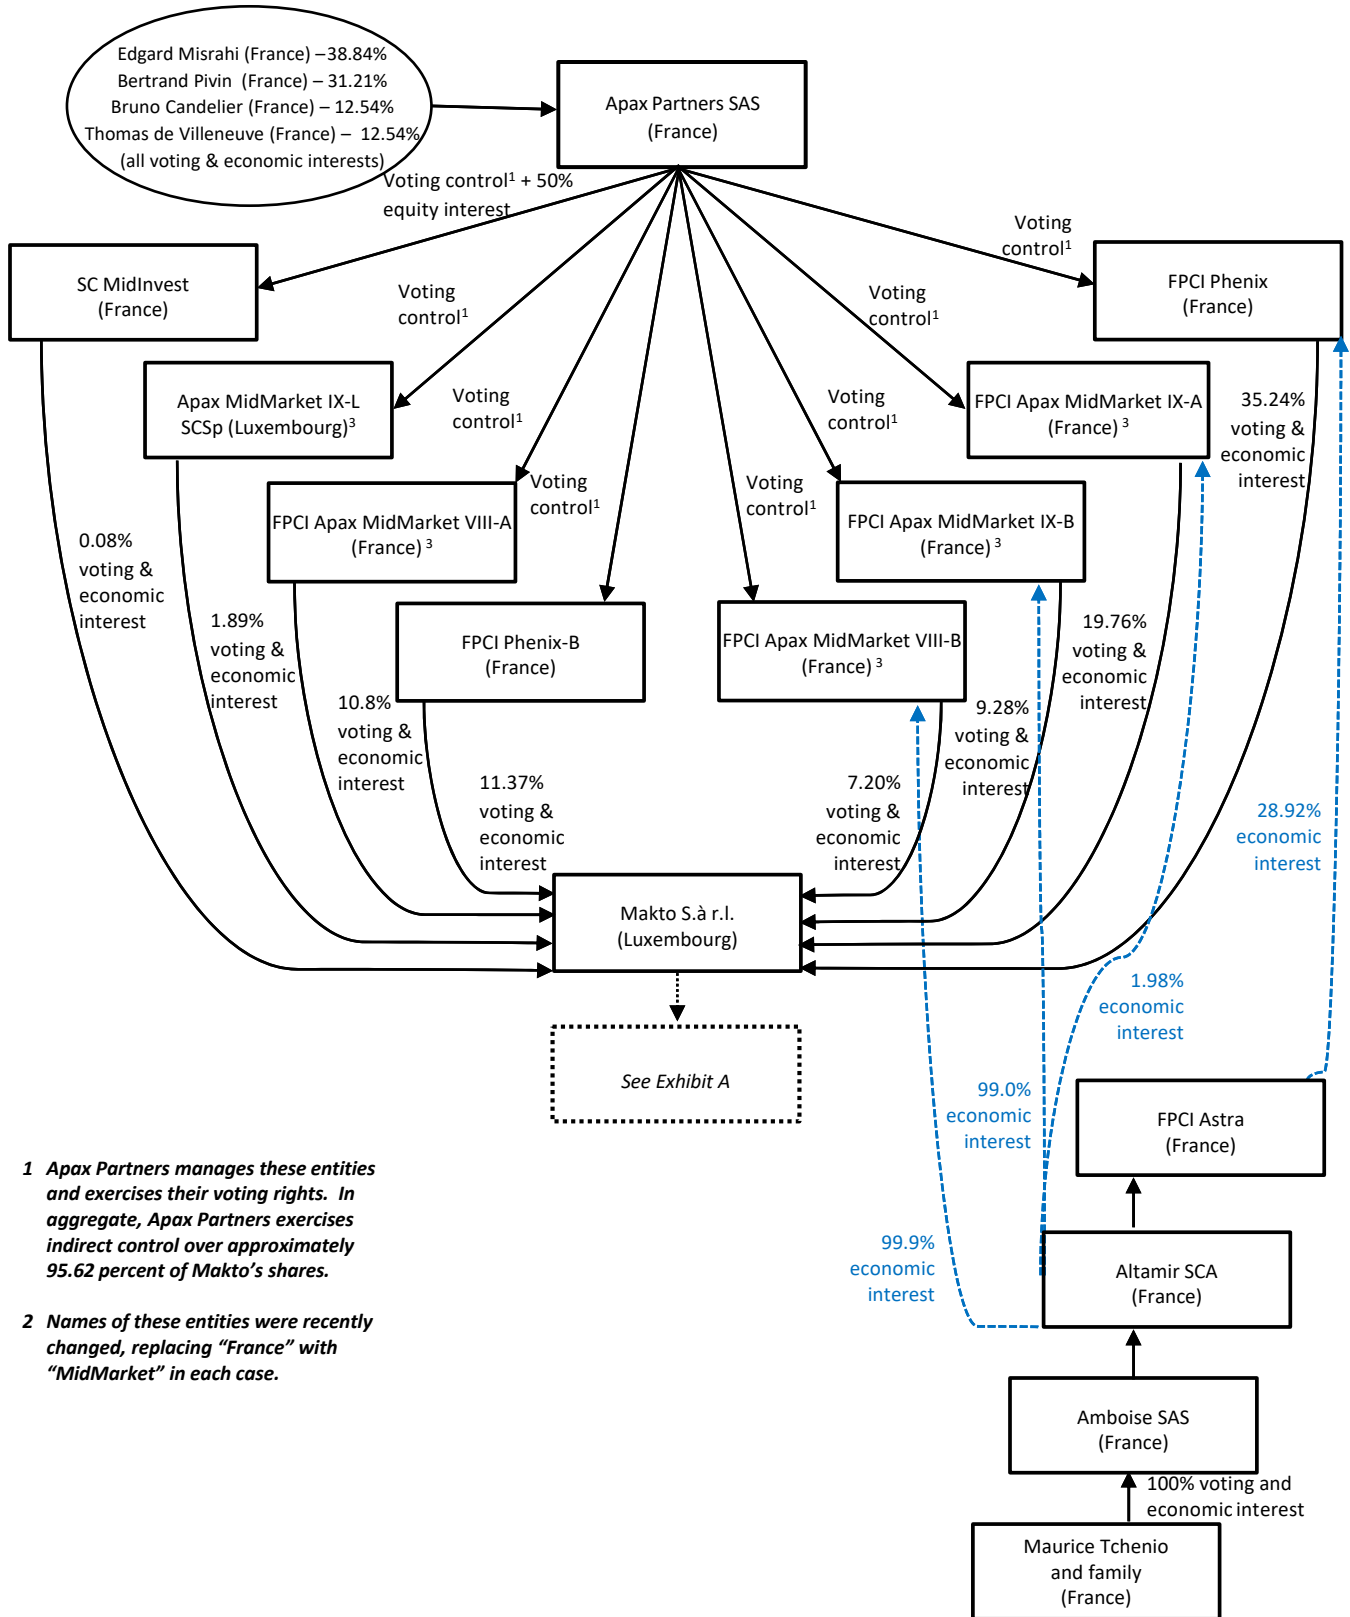 Edgard Misrahi (France) – 38.84%
Bertrand Pivin (France) – 31.21%
Bruno Candelier (France) – 12.54%
Thomas de Villeneuve (France) – 12.54%
(all voting & economic interests)
Apax Partners SAS
(France)
Voting control¹ + 50%
equity interest
Voting
control¹
SC MidInvest
(France)
FPCI Phenix
(France)
Voting
control¹
Voting
control¹
Apax MidMarket IX-L
SCSp (Luxembourg)³
FPCI Apax MidMarket IX-A
(France) ³
Voting
control¹
Voting
control¹
35.24%
voting &
economic
interest
Voting
control¹
Voting
control¹
FPCI Apax MidMarket VIII-A
(France) ³
FPCI Apax MidMarket IX-B
(France) ³
0.08%
voting &
economic
interest
FPCI Phenix-B
(France)
FPCI Apax MidMarket VIII-B
(France) ³
1.89%
voting &
economic
interest
19.76%
voting &
economic
interest
10.8%
voting &
economic
interest
9.28%
voting &
economic
interest
11.37%
voting &
economic
interest
7.20%
voting &
economic
interest
28.92%
economic
interest
Makto S.à r.l.
(Luxembourg)
1.98%
economic
interest
See Exhibit A
99.0%
economic
interest
FPCI Astra
(France)
1 Apax Partners manages these entities
and exercises their voting rights. In
aggregate, Apax Partners exercises
indirect control over approximately
95.62 percent of Makto’s shares.
99.9%
economic
interest
Altamir SCA
(France)
2 Names of these entities were recently
changed, replacing “France” with
“MidMarket” in each case.
Amboise SAS
(France)
100% voting and
economic interest
Maurice Tchenio
and family
(France)